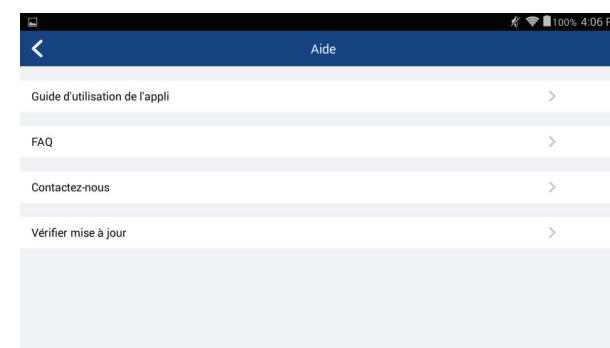 100% 4:06 P
Aide
Guide d'utilisation de l'appli
FAQ
Contactez-nous
Vérifier mise à jour